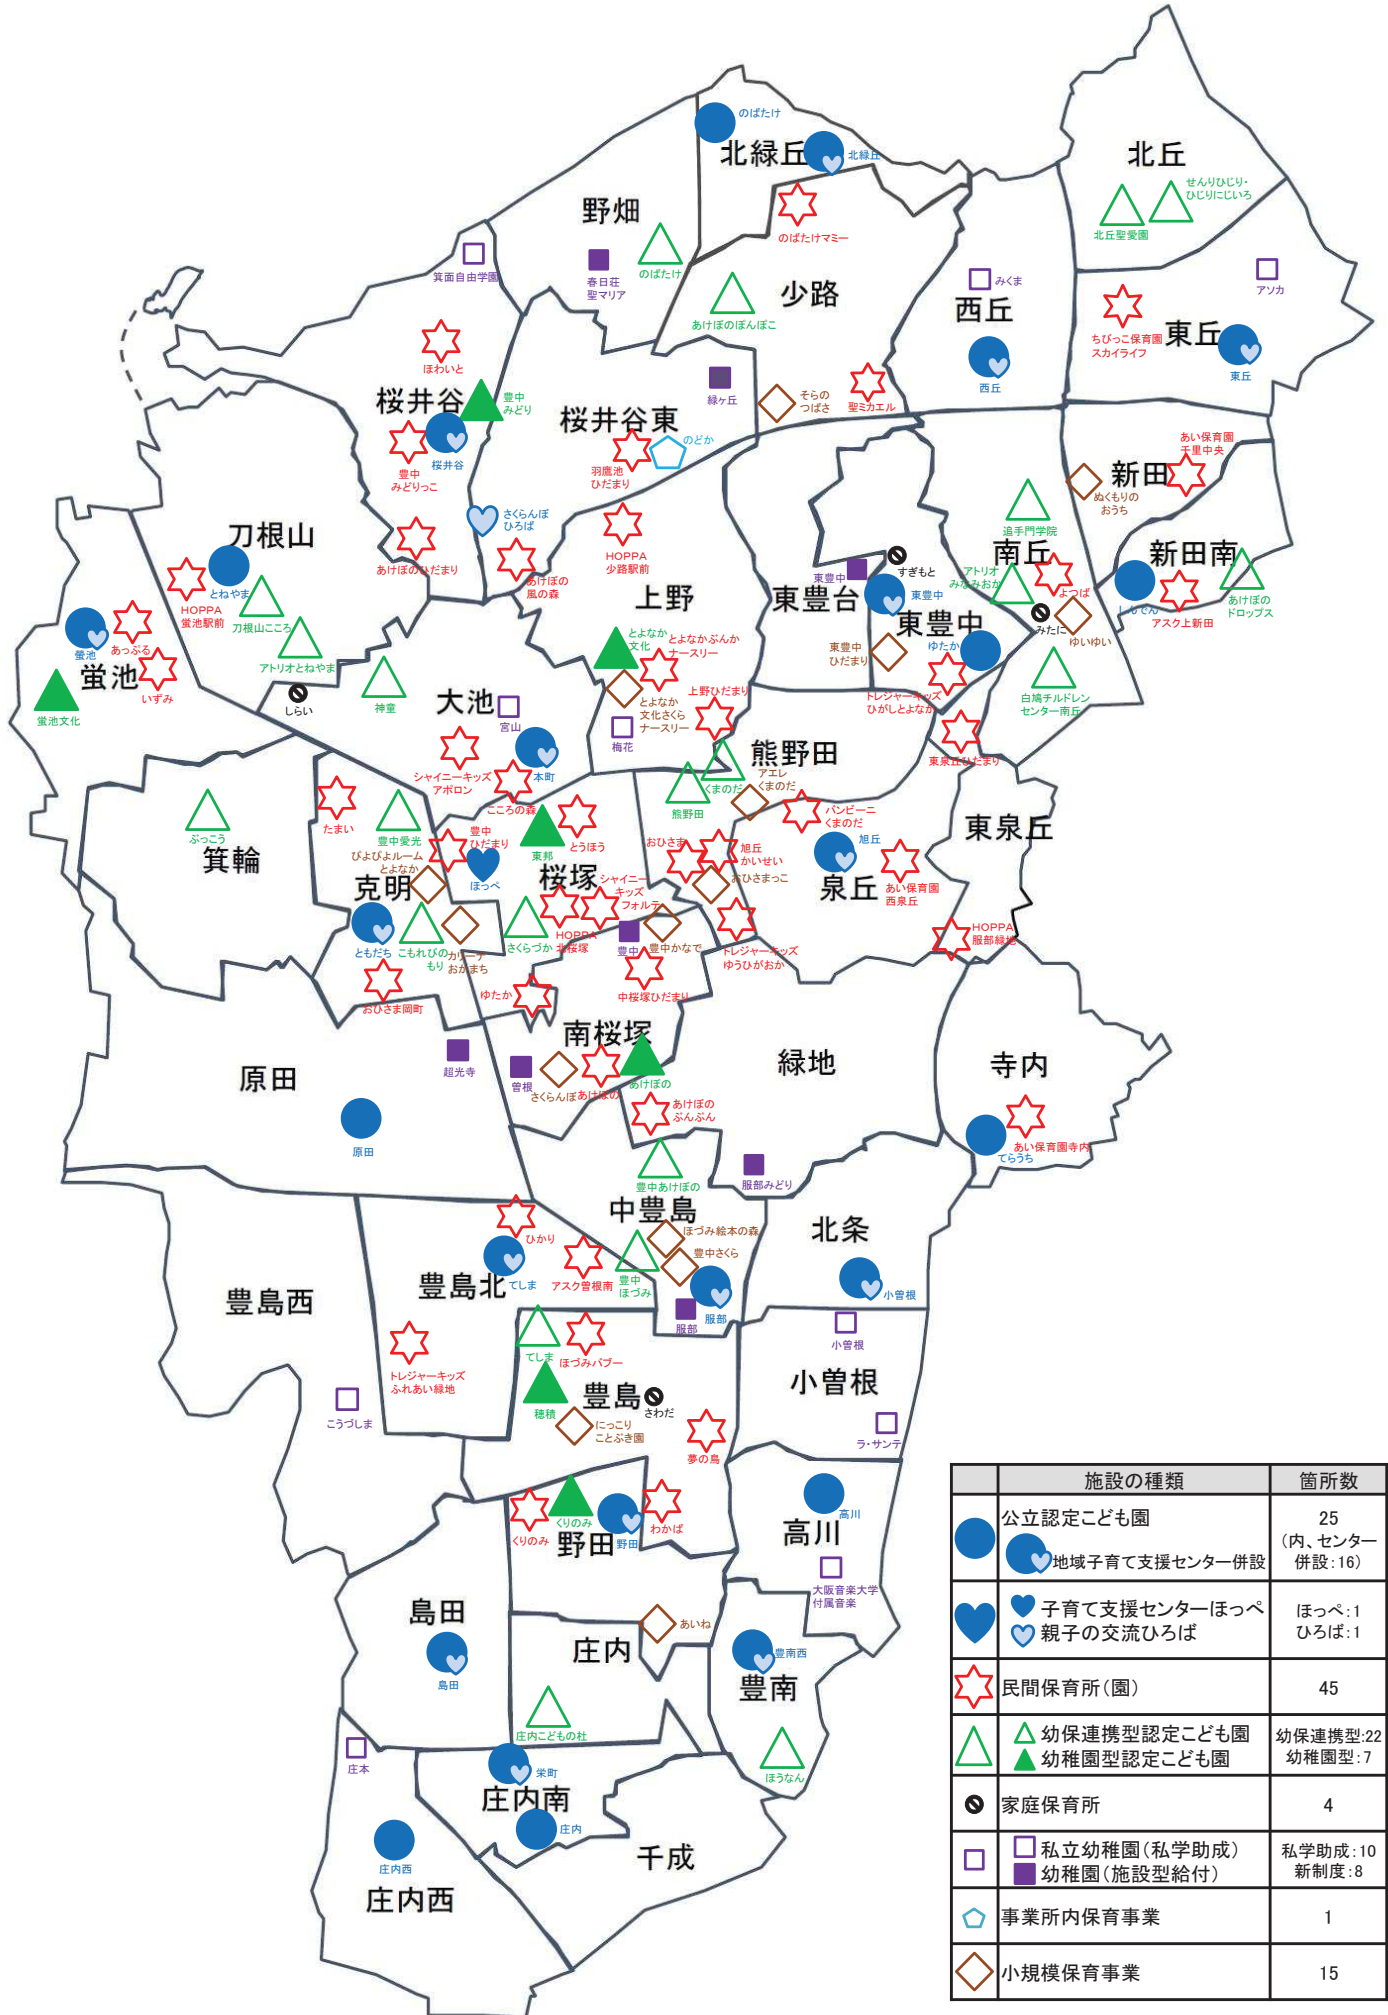 のばたけ
北緑丘
北緑丘
北丘
せんりひじり・
ひじりにじいろ
北丘聖愛園
野畑
のばたけマミー
箕面自由学園
春日荘
聖マリア
のばたけ
少路
あけぼのぽんぽこ
みくま
西丘
西丘
アソカ
ちびっこ保育園
スカイライフ
東丘
東丘
ほわいと
桜井谷
豊中
みどり
桜井谷
豊中
みどりっこ
緑ヶ丘
そらの
つばさ
聖ミカエル
桜井谷東
のどか
羽鷹池
ひだまり
あい保育園
千里中央
新田
ぬくもりの
おうち
さくらんぼ
ひろば
あけぼのひだまり
あけぼの
風の森
HOPPA
少路駅前
追手門学院
南丘
アトリオ
みなみおか
よつば
みたに
ゆいゆい
新田南
しんでん
アスク上新田
あけぼの
ドロップス
刀根山
とねやま
HOPPA
蛍池駅前
刀根山こころ
アトリオとねやま
しらい
神童
蛍池
あっぷる
蛍池
いずみ
蛍池文化
上野
東豊台
東豊中
すぎもと
東豊中
東豊中
ゆたか
東豊中
ひだまり
トレジャーキッズ
ひがしとよなか
白鳩チルドレン
センター南丘
とよなか
文化
とよなかぶんか
ナースリー
とよなか
文化さくら
ナースリー
梅花
上野ひだまり
大池
宮山
本町
シャイニーキッズ
アポロン
こころの森
熊野田
くまのだ
熊野田
アエレ
くまのだ
東泉丘ひだまり
東泉丘
バンビーニ
くまのだ
旭丘
泉丘
あい保育園
西泉丘
HOPPA
服部緑地
ぶっこう
箕輪
たまい
豊中愛光
ぴよぴよルーム
とよなか
克明
ともだち
こもれびの
もり
カリーナ
おかまち
おひさま岡町
豊中
ひだまり
ほっぺ
東邦
とうほう
桜塚
さくらづか
HOPPA
北桜塚
シャイニー
キッズ
フォルテ
おひさま
旭丘
かいせい
おひさまっこ
トレジャーキッズ
ゆうひがおか
豊中
豊中かなで
中桜塚ひだまり
ゆたか
南桜塚
曽根
さくらんぼ
あけぼの
あけぼの
あけぼの
ぶんぶん
原田
超光寺
原田
緑地
寺内
てらうち
あい保育園寺内
豊中あけぼの
服部みどり
中豊島
ほづみ絵本の森
豊中さくら
豊中
ほづみ
服部
服部
北条
小曽根
ひかり
てしま
豊島北
アスク曽根南
豊島西
トレジャーキッズ
ふれあい緑地
こうづしま
てしま
ほづみバブー
穂積
豊島
さわだ
にっこり
ことぶき園
夢の鳥
小曽根
小曽根
ラ・サンテ
くりのみ
くりのみ
野田
野田
わかば
高川
高川
大阪音楽大学
付属音楽
島田
島田
庄内
あいね
庄内こどもの杜
豊南西
豊南
ほうなん
庄本
栄町
庄内南
庄内
千成
庄内西
庄内西
施設の種類 箇所数
公立認定こども園
地域子育て支援センター併設
25
(内、センター
併設:16)
子育て支援センターほっぺ
親子の交流ひろば
ほっぺ:1
ひろば:1
民間保育所(園) 45
幼保連携型認定こども園
幼稚園型認定こども園
幼保連携型:22
幼稚園型:7
家庭保育所 4
私立幼稚園(私学助成)
幼稚園(施設型給付)
私学助成:10
新制度:8
事業所内保育事業 1
小規模保育事業 15